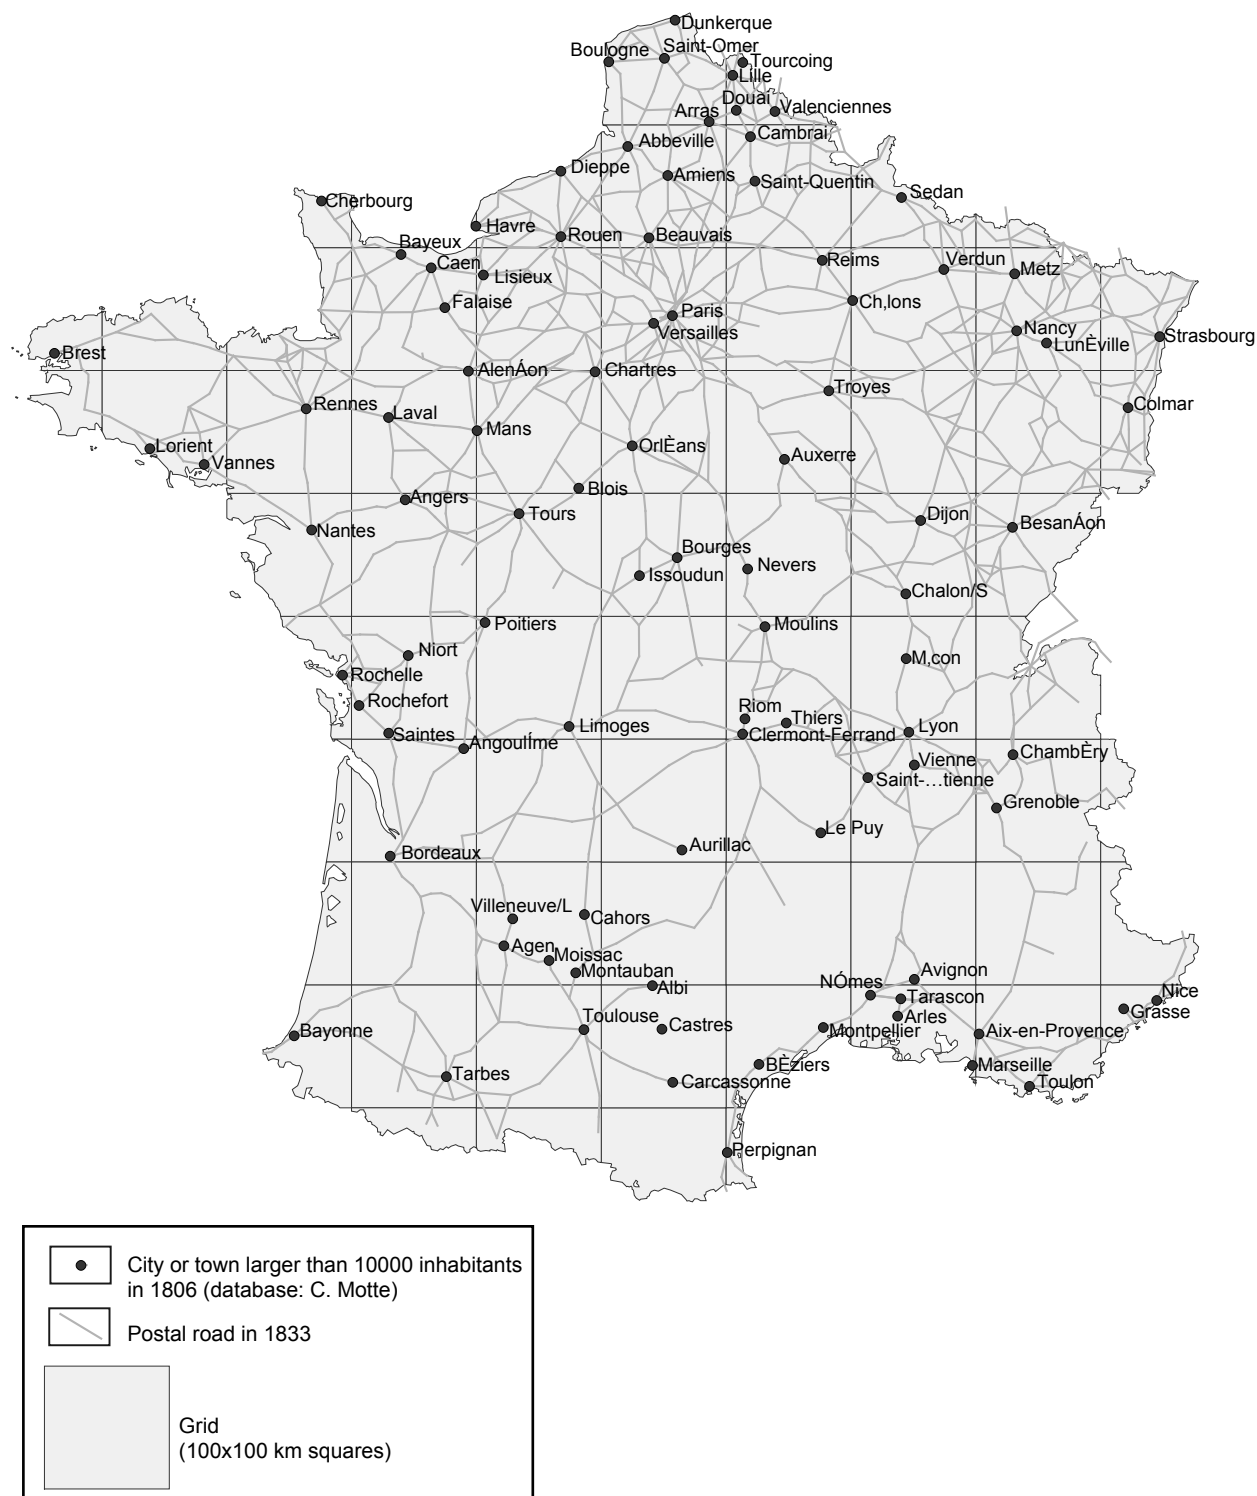 Dunkerque
Boulogne
Saint-Omer
Tourcoing
Lille
Douai
Valenciennes
Arras
Cambrai
Abbeville
Dieppe
Amiens
Saint-Quentin
Sedan
Cherbourg
Havre
Rouen
Beauvais
Bayeux
Caen
Lisieux
Reims
Verdun
Metz
Falaise
Ch,lons
Paris
Versailles
Nancy
LunÈville
Strasbourg
Brest
AlenÁon
Chartres
Troyes
Colmar
Rennes
Laval
Mans
OrlÈans
Auxerre
Lorient
Vannes
Angers
Blois
Tours
Nantes
Dijon
BesanÁon
Bourges
Issoudun
Nevers
Chalon/S
Poitiers
Moulins
Niort
M,con
Rochelle
Rochefort
Riom
Thiers
Saintes
AngoulÍme
Limoges
Clermont-Ferrand
Lyon
Vienne
ChambÈry
Saint-…tienne
Grenoble
Le Puy
Aurillac
Bordeaux
Villeneuve/L
Cahors
Agen
Moissac
Montauban
Albi
NÓmes
Avignon
Tarascon
Arles
Nice
Grasse
Bayonne
Toulouse
Castres
Montpellier
Aix-en-Provence
Tarbes
Carcassonne
BÈziers
Marseille
Toulon
Perpignan
City or town larger than 10000 inhabitants
in 1806 (database: C. Motte)
Postal road in 1833
Grid
(100x100 km squares)